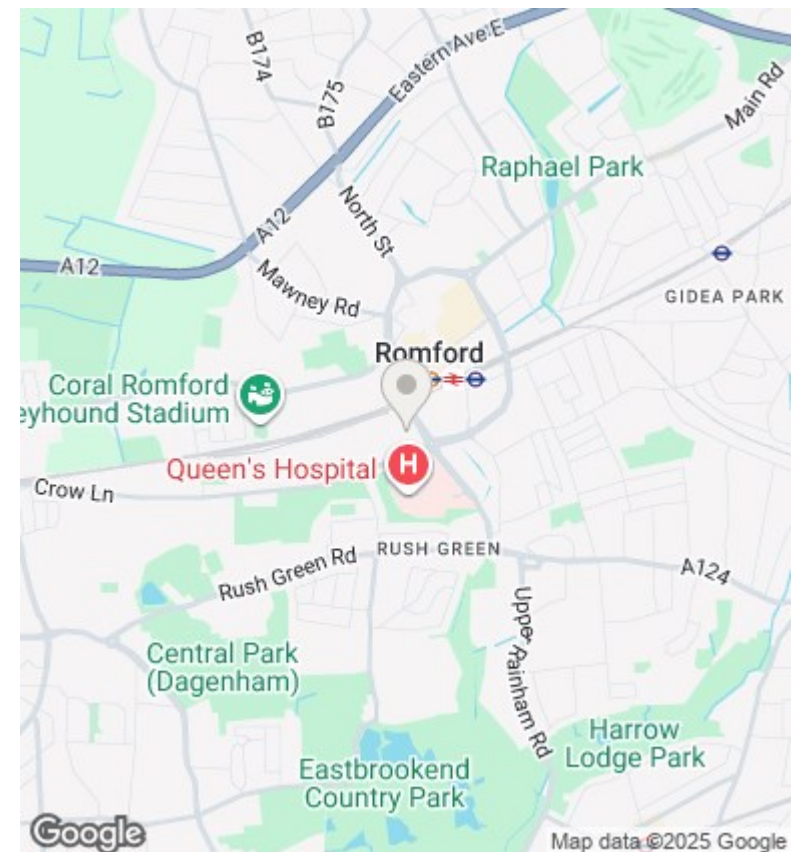 B174
B175
Eastern Ave E
Main Rd
Raphael Park
North St
A12
A12
Mawney Rd
GIDEA PARK
Romford
Coral Romford
eyhound Stadium
Queen's Hospital
H
Crow Ln
RUSH GREEN
Rush Green Rd
A124
Upper Rainham Rd
Central Park
(Dagenham)
Harrow
Lodge Park
Eastbrookend
Country Park
Google
Map data ©2025 Google